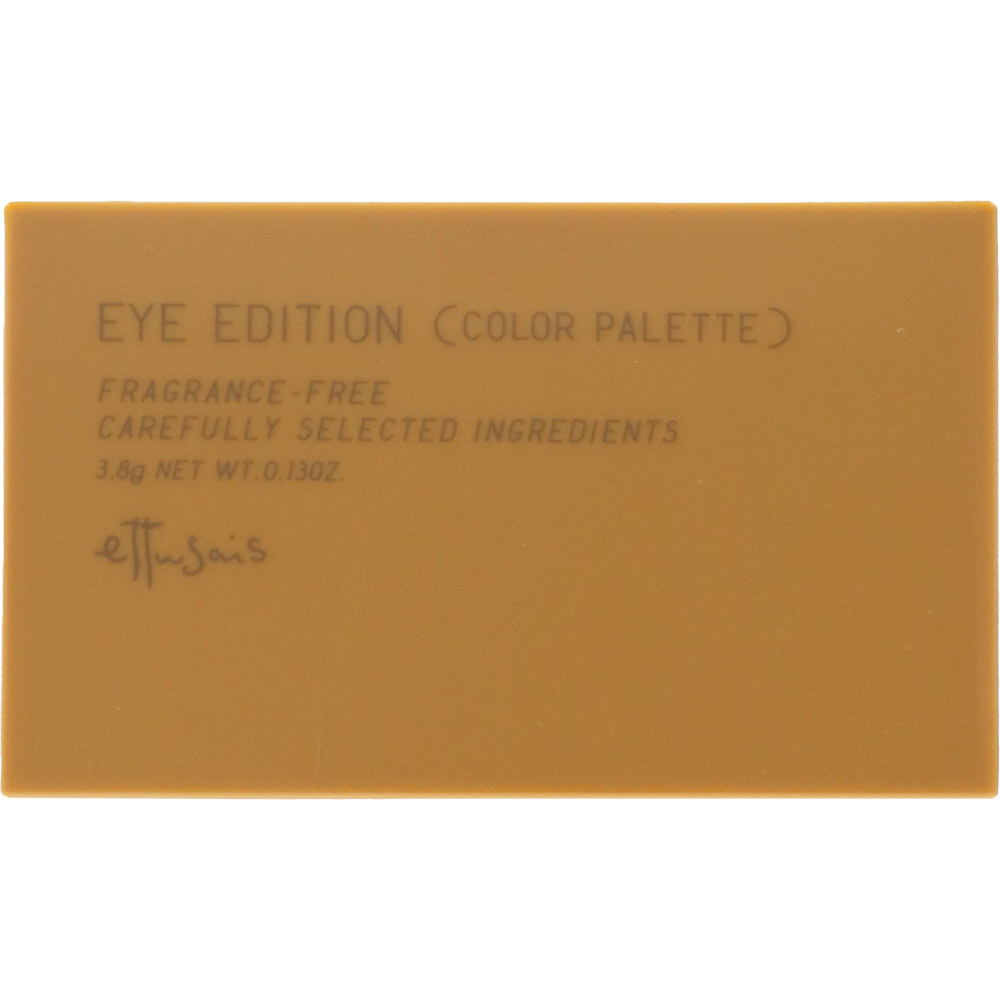 EYE EDITION (COLOR PALETTE)
FRAGRANCE-FREE
CAREFULLY SELECTED INGREDIENTS
3.8g NET WT.0.13OZ.
ettusais